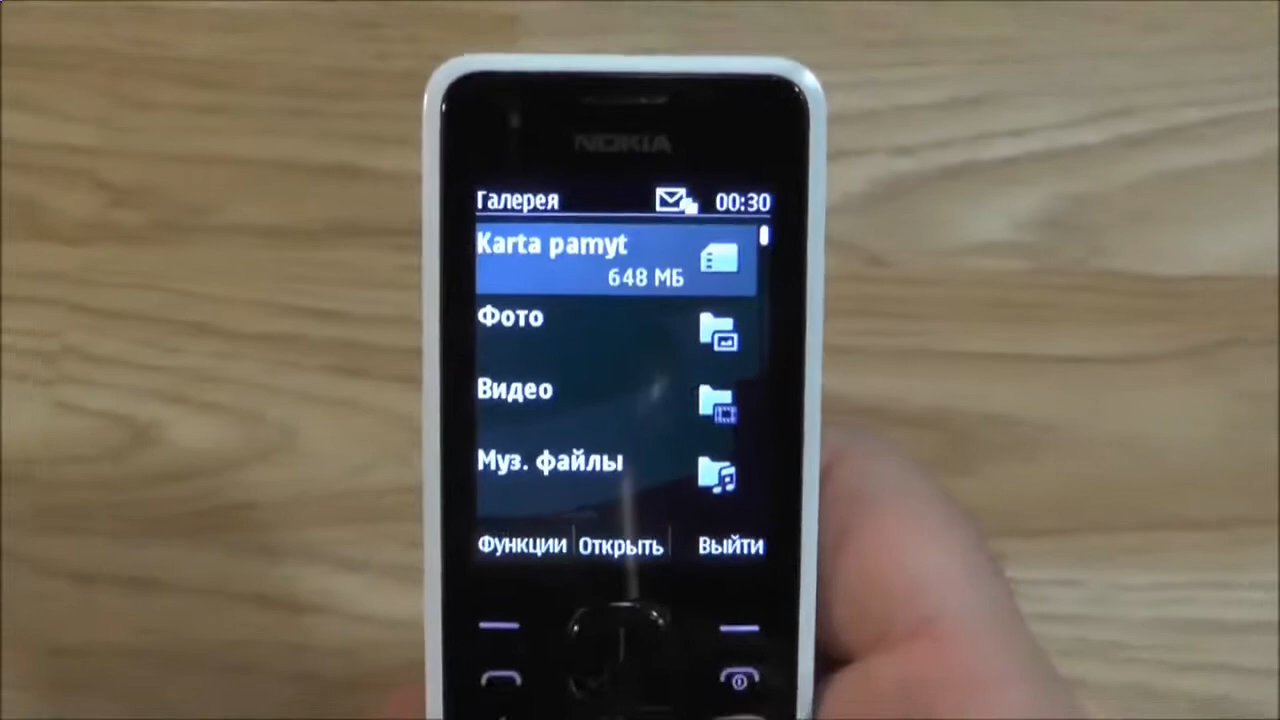 NOKIA
Галерея 00:30
Karta pamyt
648 МБ
Фото
Видео
Муз. файлы
Функции Открыть Выйти